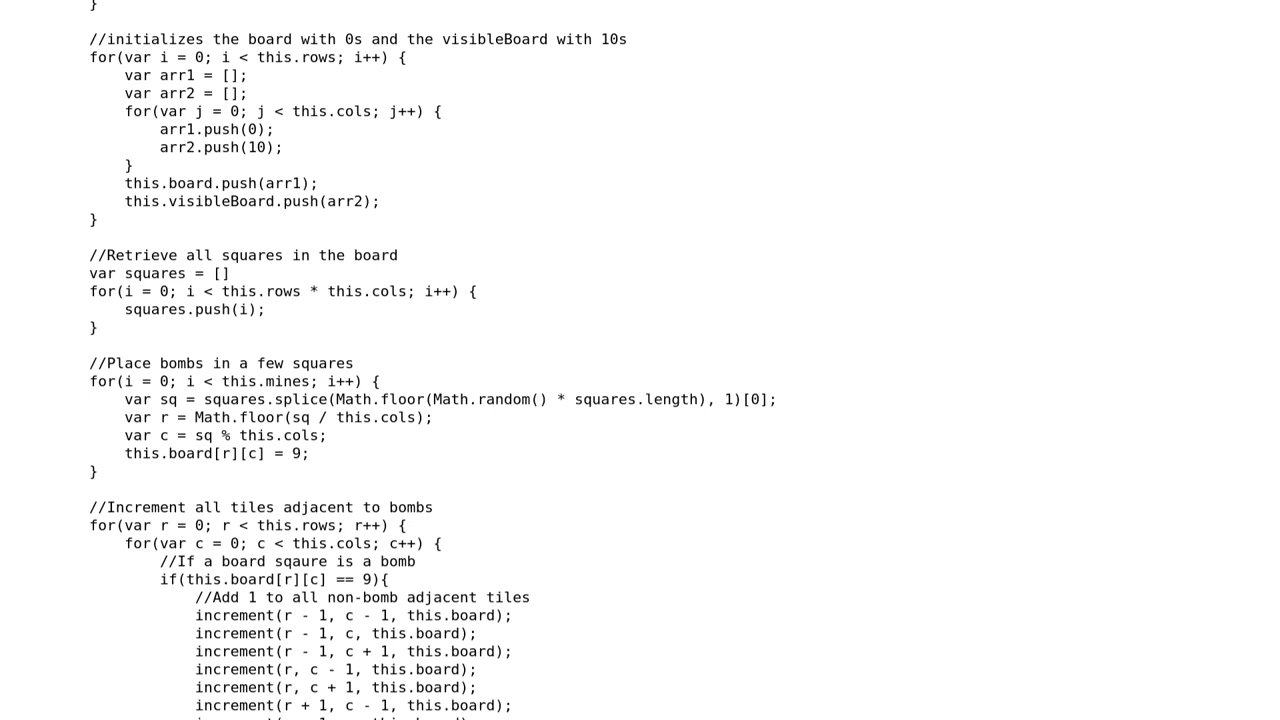 }

//initializes the board with 0s and the visibleBoard with 10s
for(var i = 0; i < this.rows; i++) {
    var arr1 = [];
    var arr2 = [];
    for(var j = 0; j < this.cols; j++) {
        arr1.push(0);
        arr2.push(10);
    }
    this.board.push(arr1);
    this.visibleBoard.push(arr2);
}

//Retrieve all squares in the board
var squares = []
for(i = 0; i < this.rows * this.cols; i++) {
    squares.push(i);
}

//Place bombs in a few squares
for(i = 0; i < this.mines; i++) {
    var sq = squares.splice(Math.floor(Math.random() * squares.length), 1)[0];
    var r = Math.floor(sq / this.cols);
    var c = sq % this.cols;
    this.board[r][c] = 9;
}

//Increment all tiles adjacent to bombs
for(var r = 0; r < this.rows; r++) {
    for(var c = 0; c < this.cols; c++) {
        //If a board sqaure is a bomb
        if(this.board[r][c] == 9){
            //Add 1 to all non-bomb adjacent tiles
            increment(r - 1, c - 1, this.board);
            increment(r - 1, c, this.board);
            increment(r - 1, c + 1, this.board);
            increment(r, c - 1, this.board);
            increment(r, c + 1, this.board);
            increment(r + 1, c - 1, this.board);